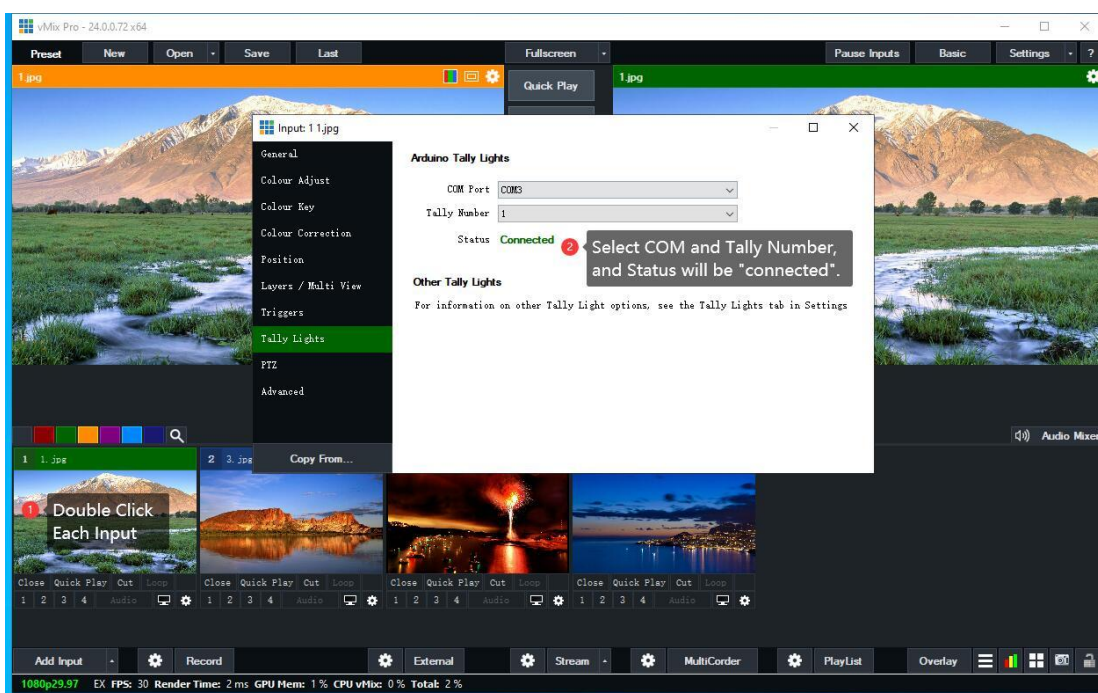 vMix Pro - 24.0.0.72 x64
Preset New Open Save Last Fullscreen Pause Inputs Basic Settings ?
1.jpg
Quick Play
1.jpg
Input: 1 1.jpg
General
Colour Adjust
Colour Key
Colour Correction
Position
Layers / Multi View
Triggers
Tally Lights
PTZ
Advanced
Copy From...
Arduino Tally Lights
COM Port COM3
Tally Number 1
Status Connected
2 Select COM and Tally Number,
and Status will be "connected".
Other Tally Lights
For information on other Tally Light options, see the Tally Lights tab in Settings
Audio Mixer
1 1.jpg
2 3.jpg
1 Double Click
Each Input
Close Quick Play Cut Loop Close Quick Play Cut Loop Close Quick Play Cut Loop Close Quick Play Cut Loop
1 2 3 4 Audio 1 2 3 4 Audio 1 2 3 4 Audio 1 2 3 4 Audio
Add Input Record External Stream MultiCorder PlayList Overlay
1080p29.97 EX FPS: 30 Render Time: 2 ms GPU Mem: 1 % CPU vMix: 0 % Total: 2 %